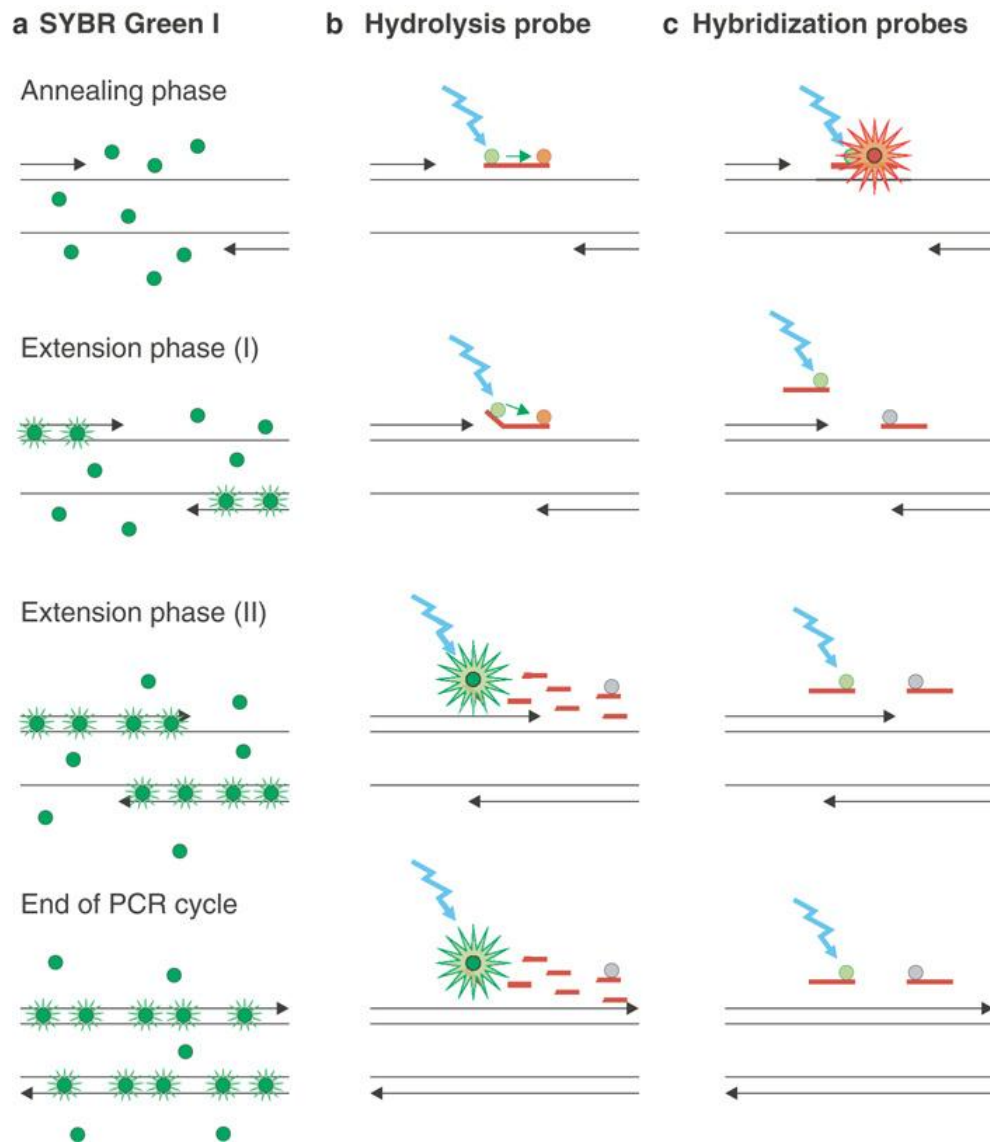 a SYBR Green I
b Hydrolysis probe
c Hybridization probes
Annealing phase
Extension phase (I)
Extension phase (II)
End of PCR cycle